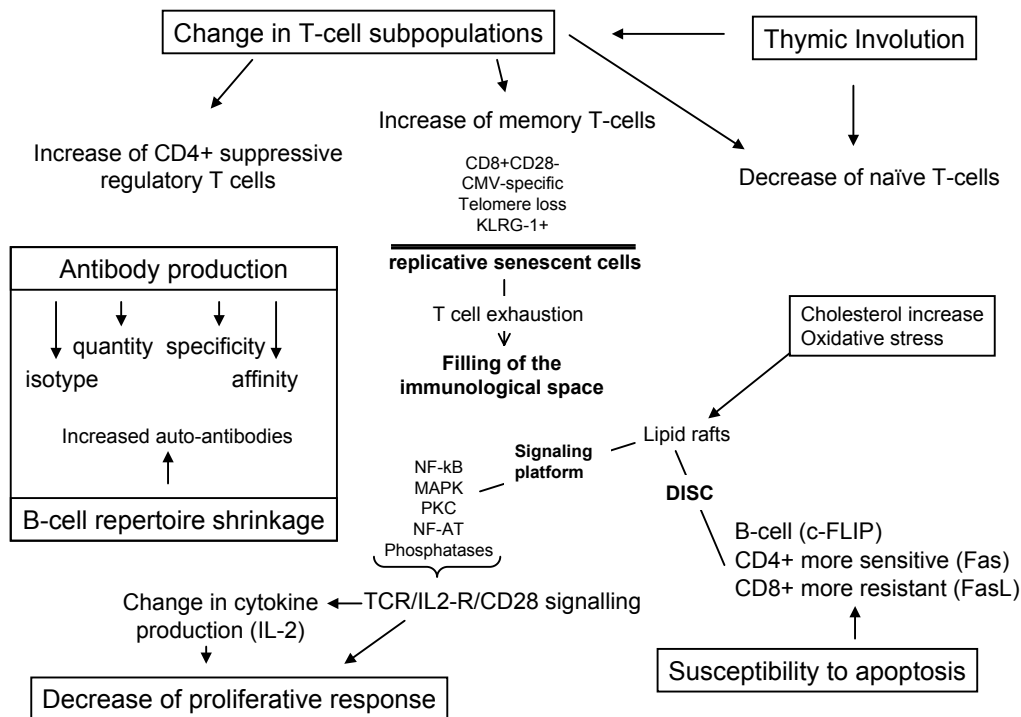 Change in T-cell subpopulations
Thymic Involution
Increase of memory T-cells
Increase of CD4+ suppressive
regulatory T cells
CD8+CD28-
CMV-specific
Telomere loss
KLRG-1+
Decrease of naïve T-cells
replicative senescent cells
T cell exhaustion
Filling of the
immunological space
Antibody production
quantity specificity
isotype affinity
Increased auto-antibodies
B-cell repertoire shrinkage
Cholesterol increase
Oxidative stress
Lipid rafts
Signaling
platform
DISC
NF-kB
MAPK
PKC
NF-AT
Phosphatases
B-cell (c-FLIP)
CD4+ more sensitive (Fas)
CD8+ more resistant (FasL)
Change in cytokine
production (IL-2)
TCR/IL2-R/CD28 signalling
Susceptibility to apoptosis
Decrease of proliferative response